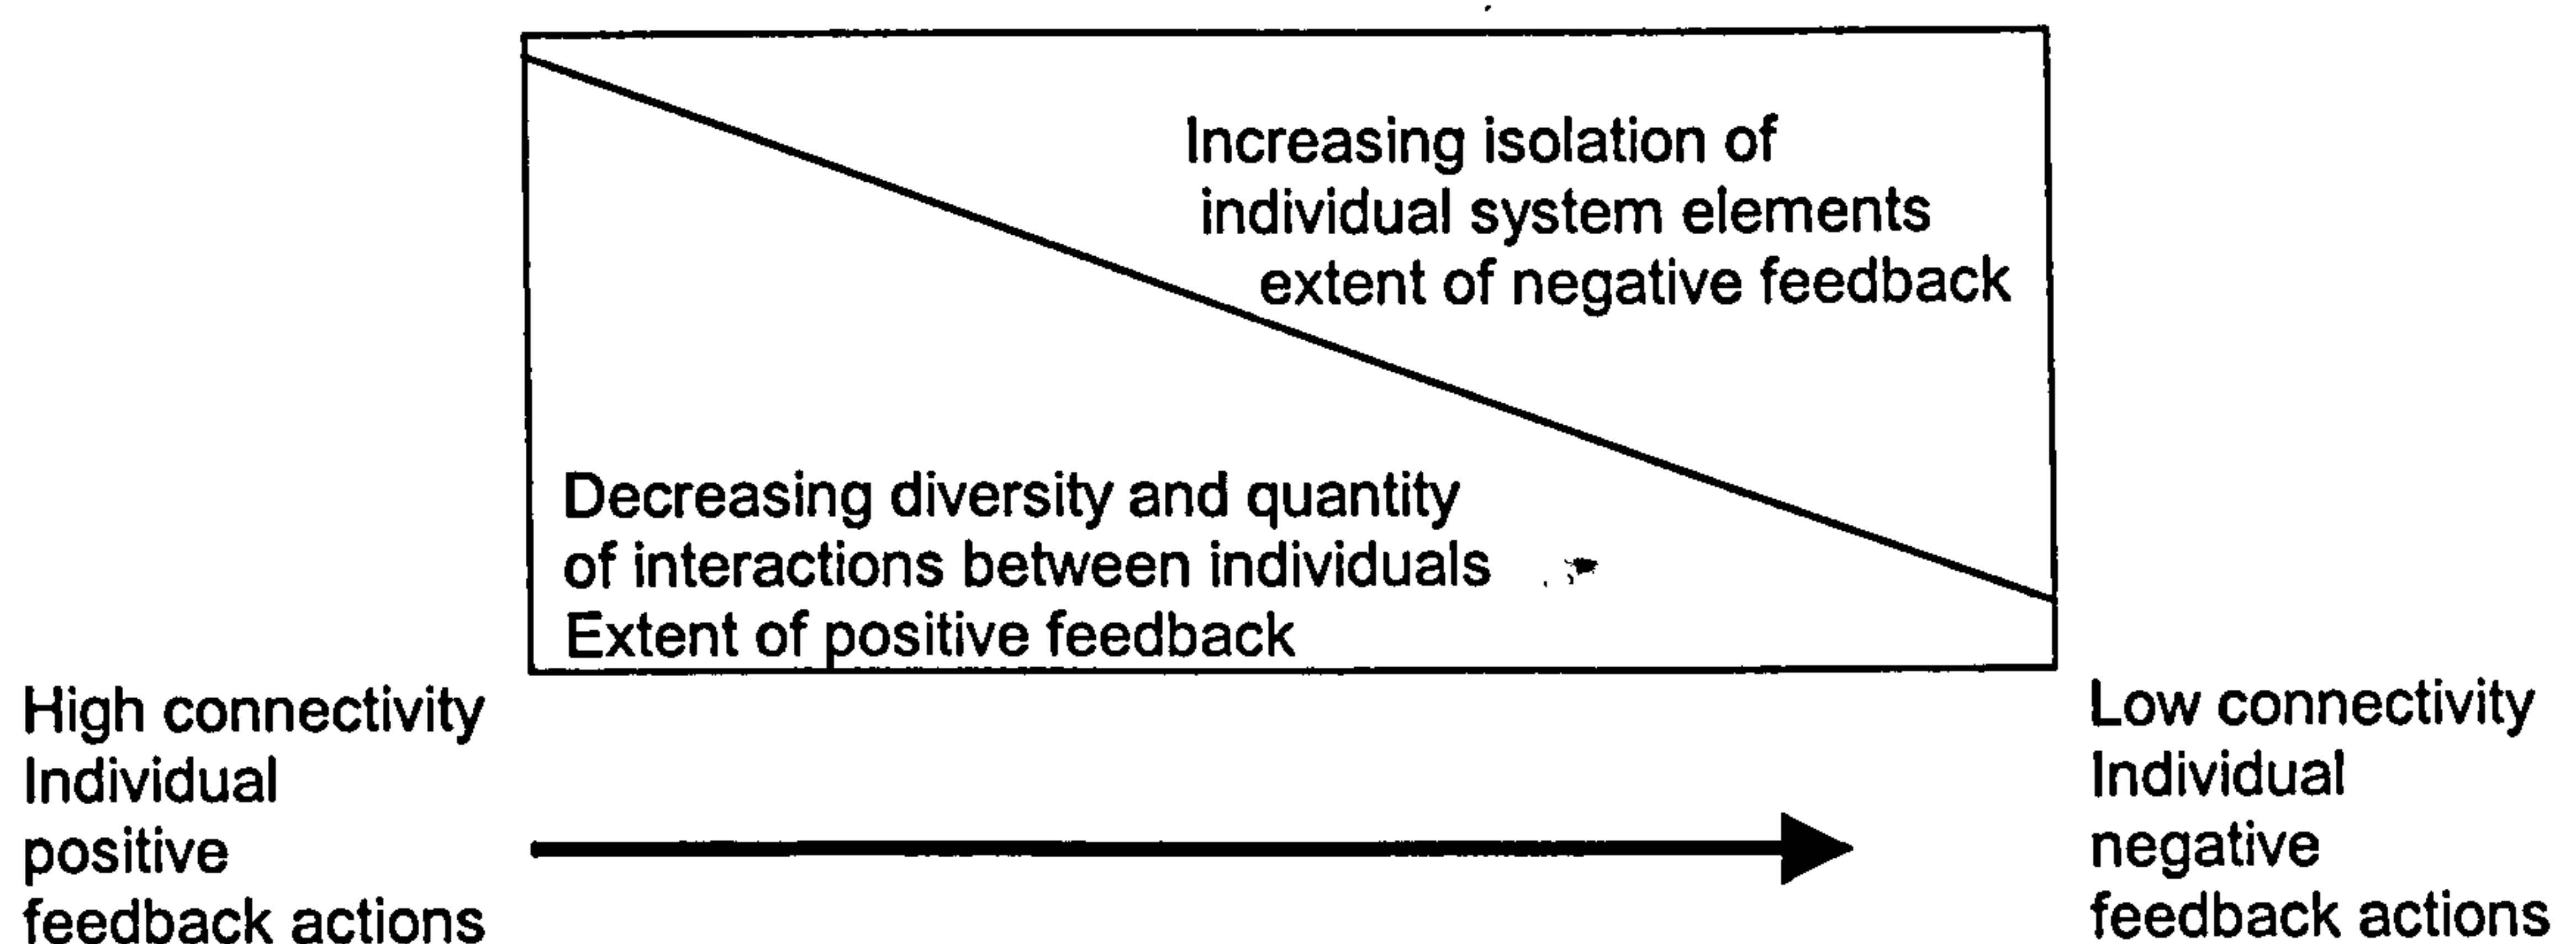 Increasing isolation of
individual system elements
extent of negative feedback
Decreasing diversity and quantity
of interactions between individuals
Extent of positive feedback
High connectivity
Individual
positive
feedback actions
Low connectivity
Individual
negative
feedback actions